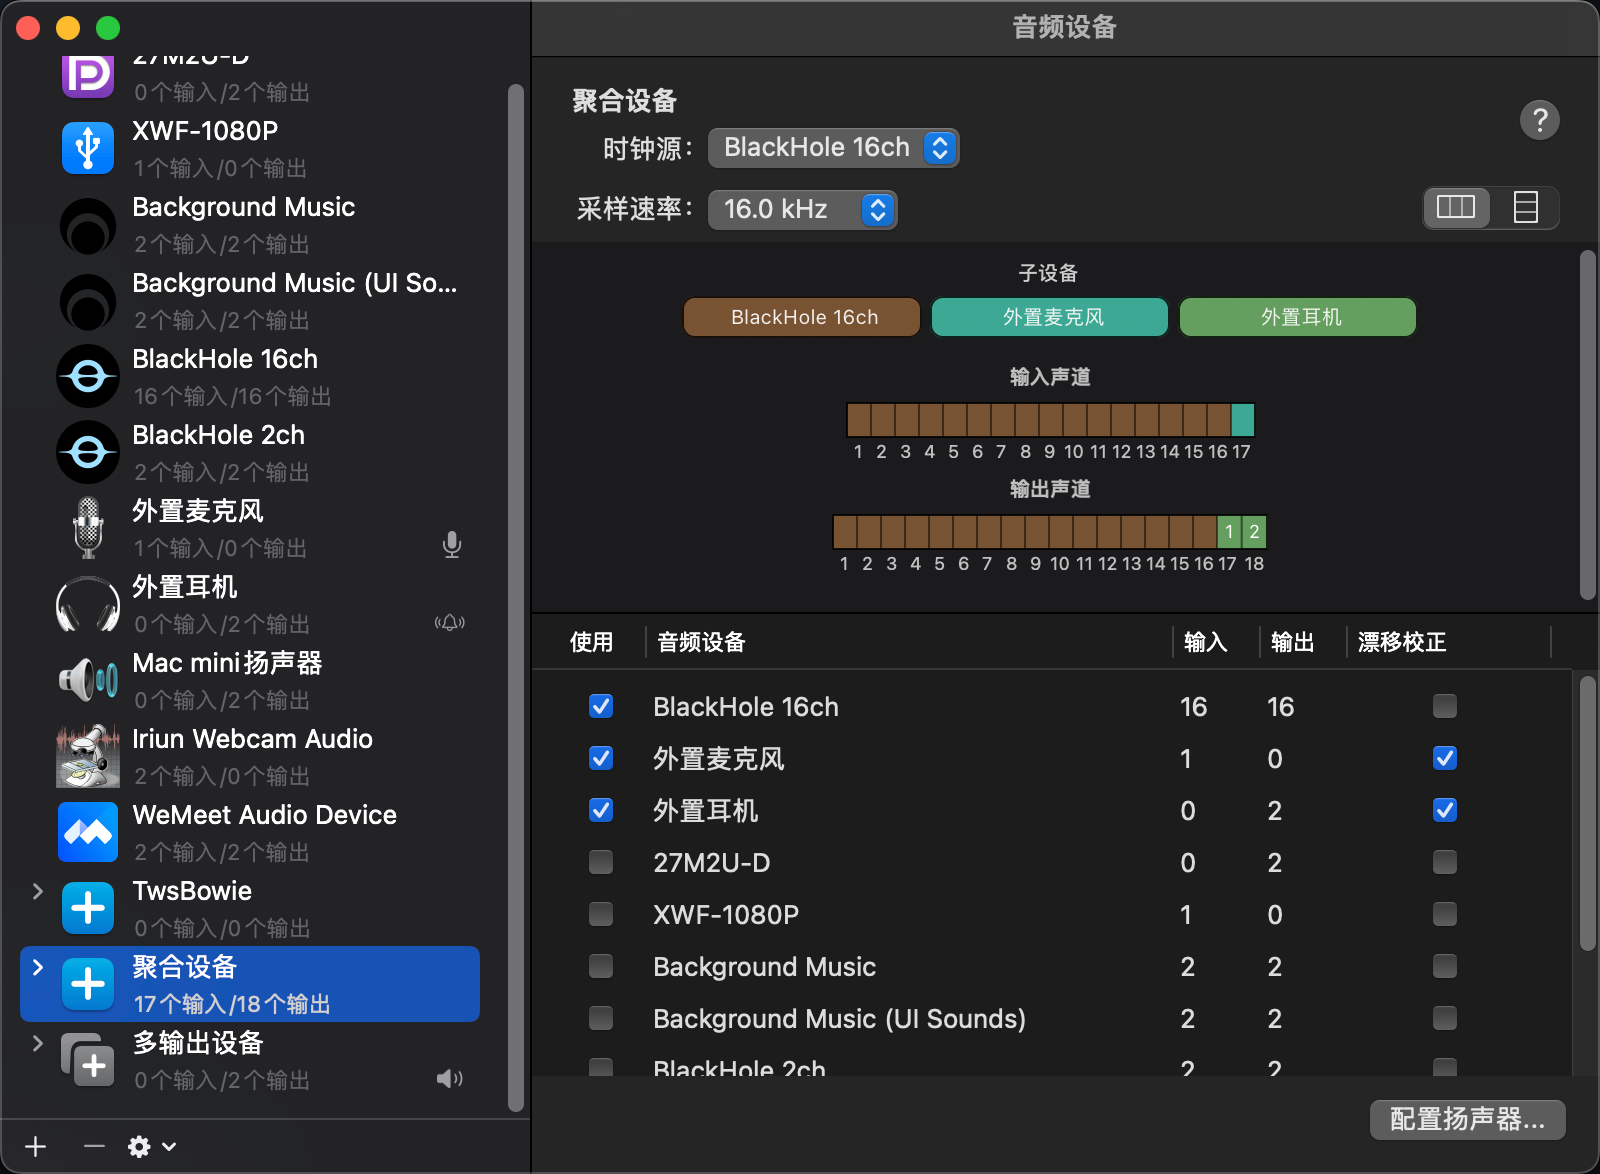 音频设备
27M2U-D
0个输入/2个输出
XWF-1080P
1个输入/0个输出
Background Music
2个输入/2个输出
Background Music (UI So...
2个输入/2个输出
BlackHole 16ch
16个输入/16个输出
BlackHole 2ch
2个输入/2个输出
外置麦克风
1个输入/0个输出
外置耳机
0个输入/2个输出
Mac mini扬声器
0个输入/2个输出
Iriun Webcam Audio
2个输入/0个输出
WeMeet Audio Device
2个输入/2个输出
TwsBowie
0个输入/0个输出
聚合设备
17个输入/18个输出
多输出设备
0个输入/2个输出
聚合设备
?
时钟源: BlackHole 16ch
采样速率: 16.0 kHz
子设备
BlackHole 16ch 外置麦克风 外置耳机
输入声道
1 2 3 4 5 6 7 8 9 10 11 12 13 14 15 16 17
输出声道
1 2
1 2 3 4 5 6 7 8 9 10 11 12 13 14 15 16 17 18
使用 音频设备 输入 输出 漂移校正
BlackHole 16ch 16 16
外置麦克风 1 0
外置耳机 0 2
27M2U-D 0 2
XWF-1080P 1 0
Background Music 2 2
Background Music (UI Sounds) 2 2
BlackHole 2ch 2 2
配置扬声器...